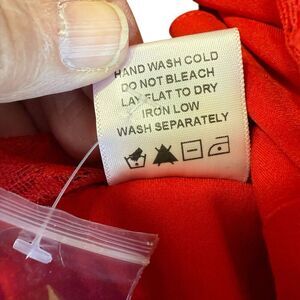 HAND WASH COLD
DO NOT BLEACH
LAY FLAT TO DRY
IRON LOW
WASH SEPARATELY